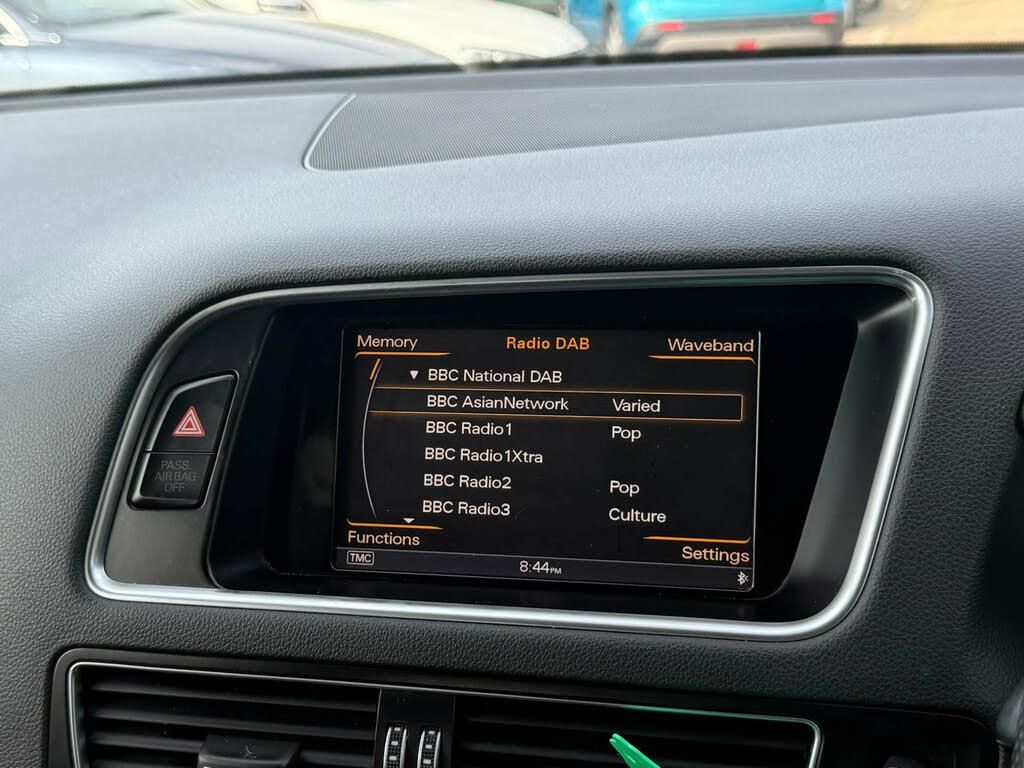 Memory Radio DAB Waveband
▼ BBC National DAB
BBC AsianNetwork Varied
BBC Radio1 Pop
BBC Radio1Xtra
BBC Radio2 Pop
BBC Radio3 Culture
Functions Settings
TMC 8:44PM
PASS.
AIR BAG
OFF